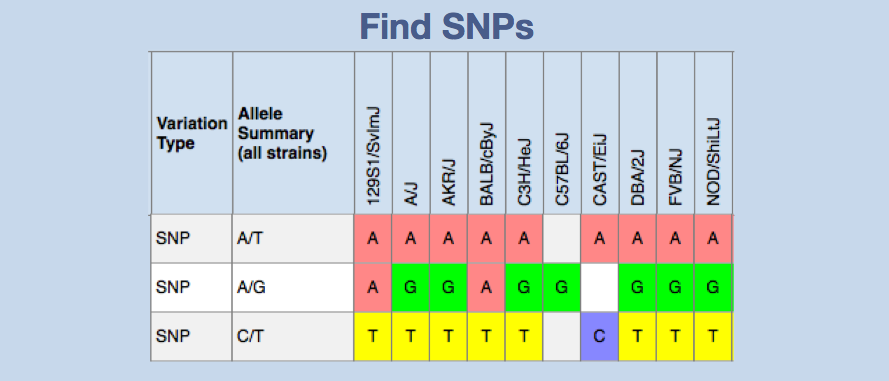 Find SNPs
Variation Type Allele Summary (all strains) 129S1/SvImJ A/J AKR/J BALB/cByJ C3H/HeJ C57BL/6J CAST/EiJ DBA/2J FVB/NJ NOD/ShiLtJ
SNP A/T A A A A A A A A A
SNP A/G A G G A G G G G G
SNP C/T T T T T T C T T T